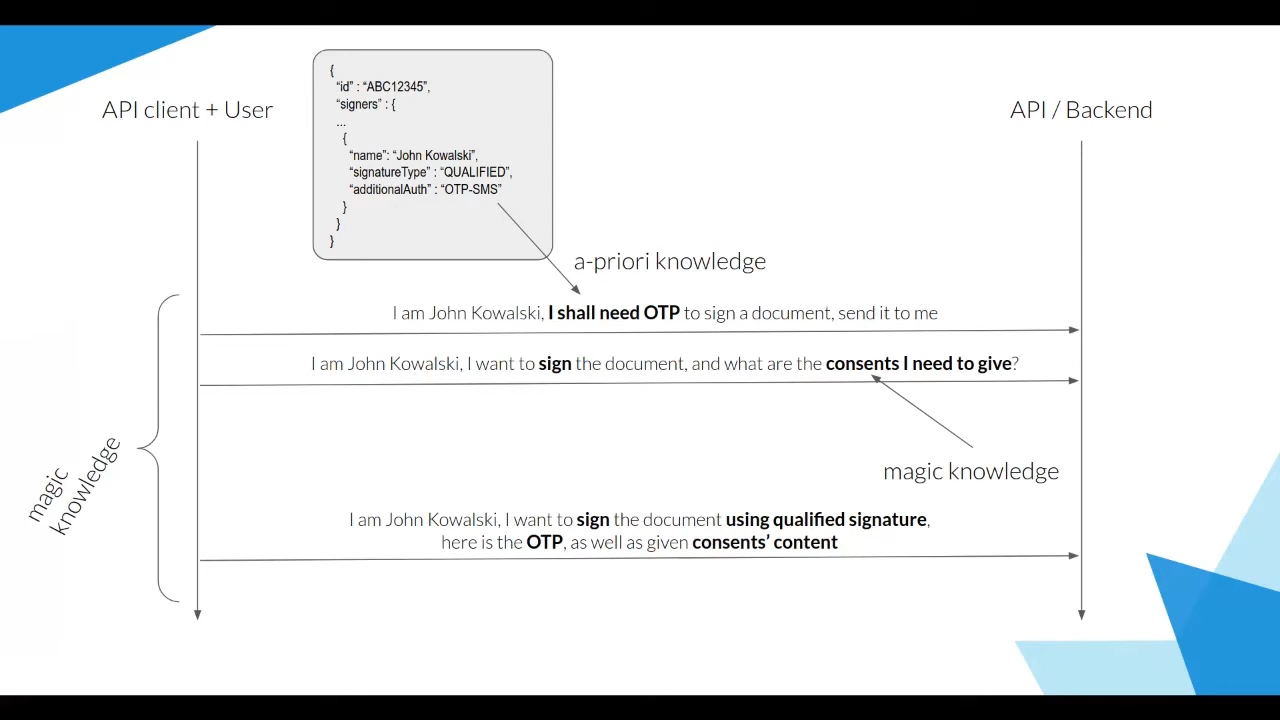 API client + User
{
“id” : “ABC12345”,
“signers” : {
...
{
“name”: “John Kowalski”,
“signatureType” : “QUALIFIED”,
“additionalAuth” : “OTP-SMS”
}
}
}
API / Backend
a-priori knowledge
I am John Kowalski, I shall need OTP to sign a document, send it to me
I am John Kowalski, I want to sign the document, and what are the consents I need to give?
magic
knowledge
magic knowledge
I am John Kowalski, I want to sign the document using qualified signature,
here is the OTP, as well as given consents’ content